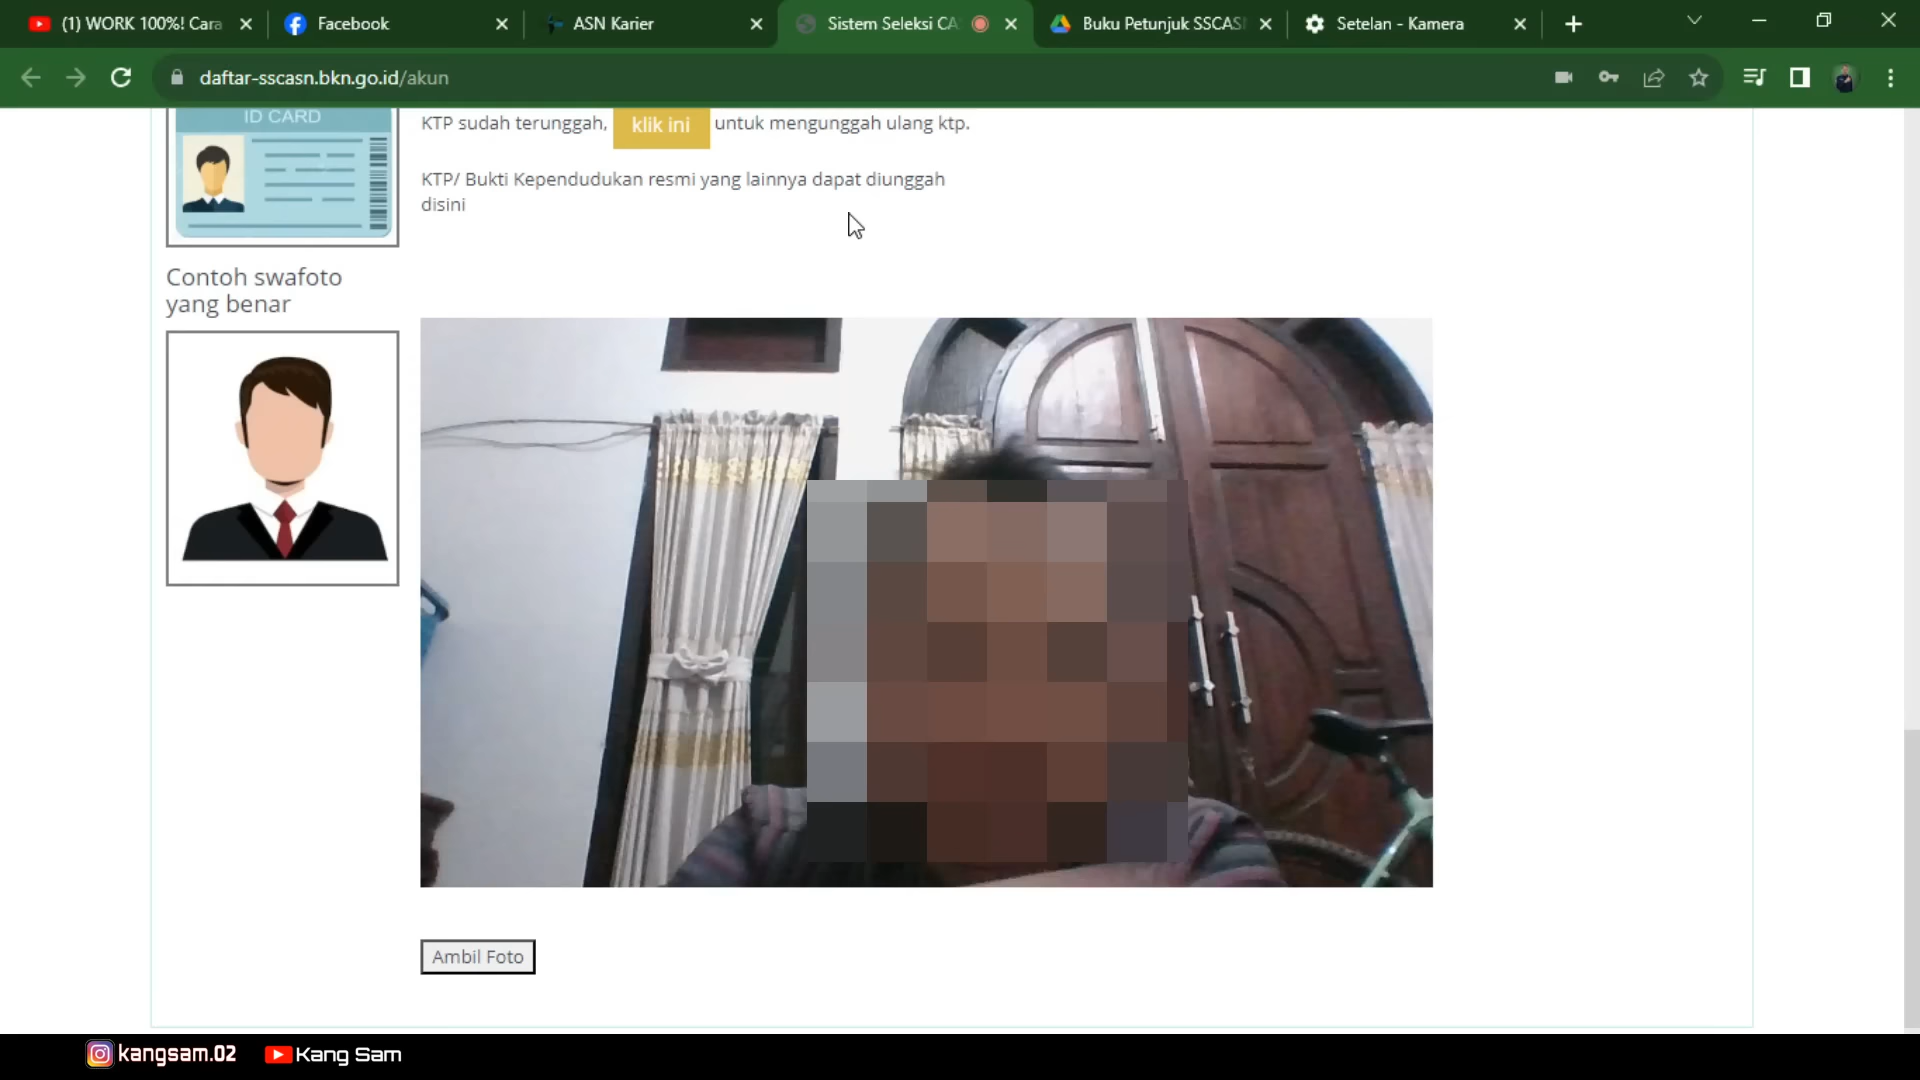 (1) WORK 100%! Cara
Facebook
ASN Karier
Sistem Seleksi CA
Buku Petunjuk SSCAS
Setelan - Kamera
daftar-sscasn.bkn.go.id/akun
ID CARD
KTP sudah terunggah, klik ini untuk mengunggah ulang ktp.
KTP/ Bukti Kependudukan resmi yang lainnya dapat diunggah
disini
Contoh swafoto
yang benar
Ambil Foto
kangsam.02 Kang Sam